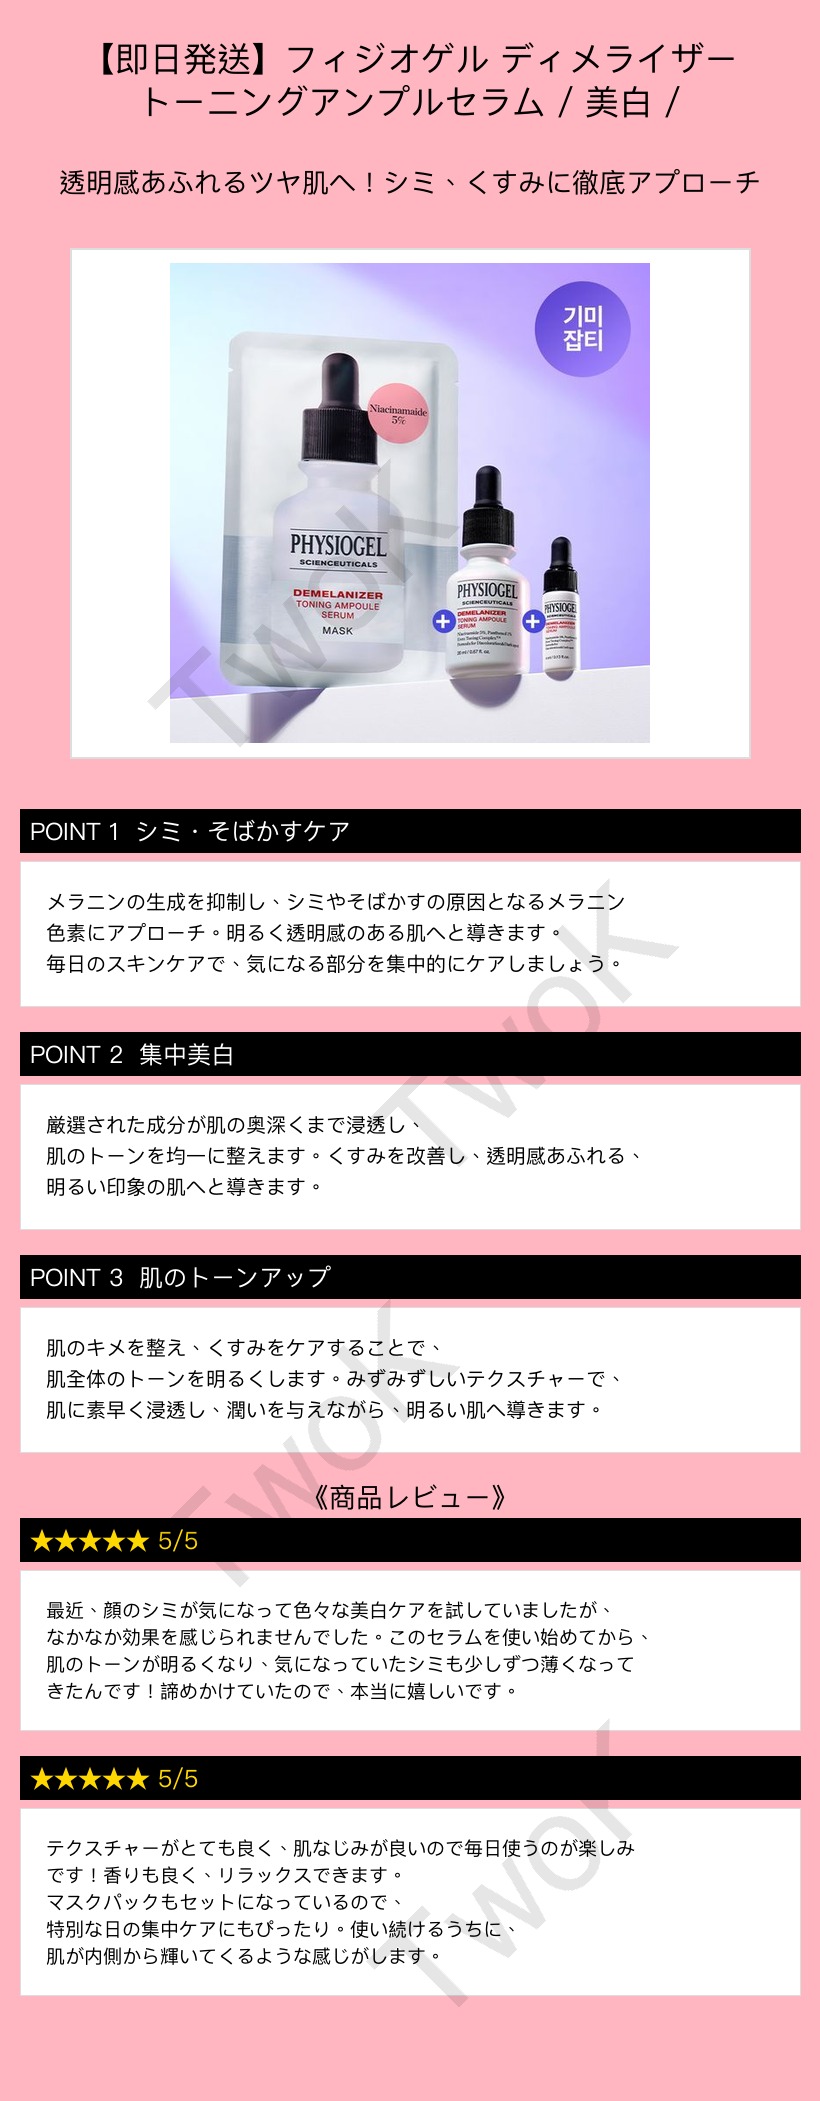 【即日発送】フィジオゲル ディメライザー
トーニングアンプルセラム / 美白 /
透明感あふれるツヤ肌へ！シミ、くすみに徹底アプローチ
기미
잡티
Niacinamaide
5%
PHYSIOGEL
SCIENCEUTICALS
DEMELANIZER
TONING AMPOULE
SERUM
MASK
PHYSIOGEL
SCIENCEUTICALS
DEMELANIZER
TONING AMPOULE
SERUM
Niacinamide 5%, Panthenol 1%
PHYSIOGEL
SCIENCEUTICALS
DEMELANIZER
TONING AMPOULE
SERUM
TwoK
POINT 1 シミ・そばかすケア
メラニンの生成を抑制し、シミやそばかすの原因となるメラニン
色素にアプローチ。明るく透明感のある肌へと導きます。
毎日のスキンケアで、気になる部分を集中的にケアしましょう。
TwoK
POINT 2 集中美白
厳選された成分が肌の奥深くまで浸透し、
肌のトーンを均一に整えます。くすみを改善し、透明感あふれる、
明るい印象の肌へと導きます。
POINT 3 肌のトーンアップ
肌のキメを整え、くすみをケアすることで、
肌全体のトーンを明るくします。みずみずしいテクスチャーで、
肌に素早く浸透し、潤いを与えながら、明るい肌へ導きます。
TwoK
《商品レビュー》
★★★★★ 5/5
最近、顔のシミが気になって色々な美白ケアを試していましたが、
なかなか効果を感じられませんでした。このセラムを使い始めてから、
肌のトーンが明るくなり、気になっていたシミも少しずつ薄くなって
きたんです！諦めかけていたので、本当に嬉しいです。
★★★★★ 5/5
テクスチャーがとても良く、肌なじみが良いので毎日使うのが楽しみ
です！香りも良く、リラックスできます。
マスクパックもセットになっているので、
特別な日の集中ケアにもぴったり。使い続けるうちに、
肌が内側から輝いてくるような感じがします。
TwoK